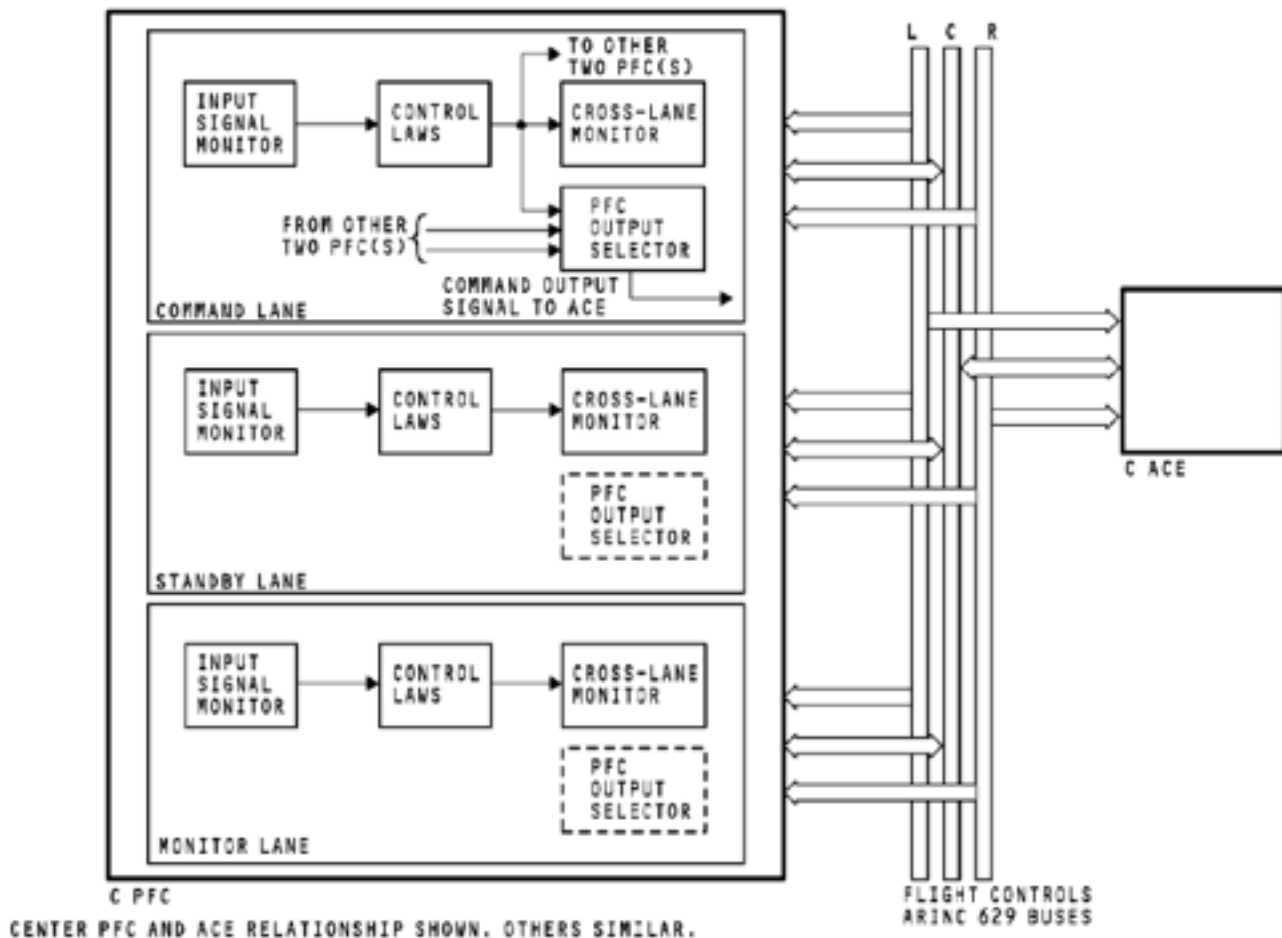 L C R
TO OTHER
TWO PFC(S)
INPUT
SIGNAL
MONITOR
CONTROL
LAWS
CROSS-LANE
MONITOR
FROM OTHER
TWO PFC(S)
PFC
OUTPUT
SELECTOR
COMMAND OUTPUT
SIGNAL TO ACE
COMMAND LANE
INPUT
SIGNAL
MONITOR
CONTROL
LAWS
CROSS-LANE
MONITOR
PFC
OUTPUT
SELECTOR
STANDBY LANE
C ACE
INPUT
SIGNAL
MONITOR
CONTROL
LAWS
CROSS-LANE
MONITOR
PFC
OUTPUT
SELECTOR
MONITOR LANE
C PFC
FLIGHT CONTROLS
ARINC 629 BUSES
CENTER PFC AND ACE RELATIONSHIP SHOWN. OTHERS SIMILAR.